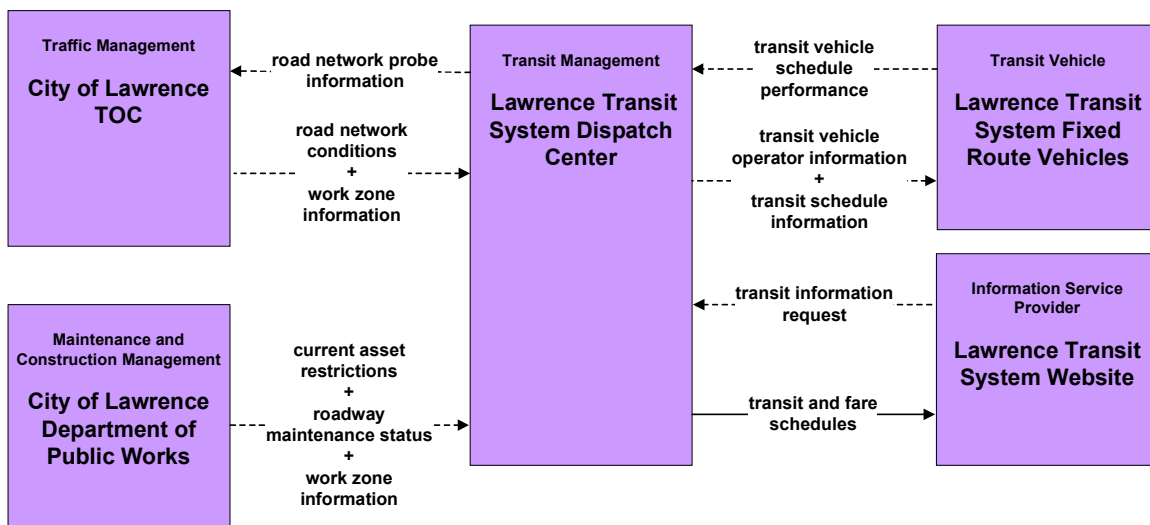 Traffic Management
City of Lawrence
TOC
road network probe
information
road network
conditions
+
work zone
information
Maintenance and
Construction Management
City of Lawrence
Department of
Public Works
current asset
restrictions
+
roadway
maintenance status
+
work zone
information
Transit Management
Lawrence Transit
System Dispatch
Center
transit vehicle
schedule
performance
transit vehicle
operator information
+
transit schedule
information
transit information
request
transit and fare
schedules
Transit Vehicle
Lawrence Transit
System Fixed
Route Vehicles
Information Service
Provider
Lawrence Transit
System Website